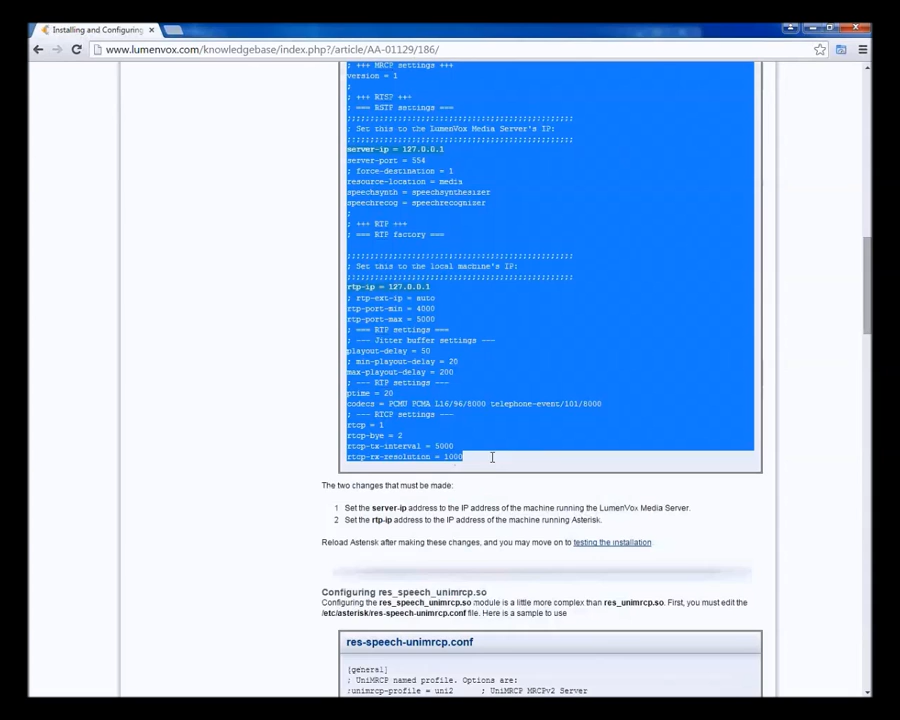 Installing and Configuring
www.lumenvox.com/knowledgebase/index.php?/article/AA-01129/186/
; +++ MRCP settings +++
version = 1
;
; +++ RTSP +++
; === RSTP settings ===
;;;;;;;;;;;;;;;;;;;;;;;;;;;;;;;;;;;;;;;;;;;;;;;;;
; Set this to the LumenVox Media Server's IP:
;;;;;;;;;;;;;;;;;;;;;;;;;;;;;;;;;;;;;;;;;;;;;;;;;
server-ip = 127.0.0.1
server-port = 554
; force-destination = 1
resource-location = media
speechsynth = speechsynthesizer
speechrecog = speechrecognizer
;
; +++ RTP +++
; === RTP factory ===
;;;;;;;;;;;;;;;;;;;;;;;;;;;;;;;;;;;;;;;;;;;;;;;;;
; Set this to the local machine's IP:
;;;;;;;;;;;;;;;;;;;;;;;;;;;;;;;;;;;;;;;;;;;;;;;;;
rtp-ip = 127.0.0.1
; rtp-ext-ip = auto
rtp-port-min = 4000
rtp-port-max = 5000
; === RTP settings ===
; --- Jitter buffer settings ---
playout-delay = 50
; min-playout-delay = 20
max-playout-delay = 200
; --- RTP settings ---
ptime = 20
codecs = PCMU PCMA L16/96/8000 telephone-event/101/8000
; --- RTCP settings ---
rtcp = 1
rtcp-bye = 2
rtcp-tx-interval = 5000
rtcp-rx-resolution = 1000
The two changes that must be made:
1 Set the server-ip address to the IP address of the machine running the LumenVox Media Server.
2 Set the rtp-ip address to the IP address of the machine running Asterisk.
Reload Asterisk after making these changes, and you may move on to testing the installation.
Configuring res_speech_unimrcp.so
Configuring the res_speech_unimrcp.so module is a little more complex than res_unimrcp.so. First, you must edit the
/etc/asterisk/res-speech-unimrcp.conf file. Here is a sample to use
res-speech-unimrcp.conf
[general]
; UniMRCP named profile. Options are:
;unimrcp-profile = uni2 ; UniMRCP MRCPv2 Server